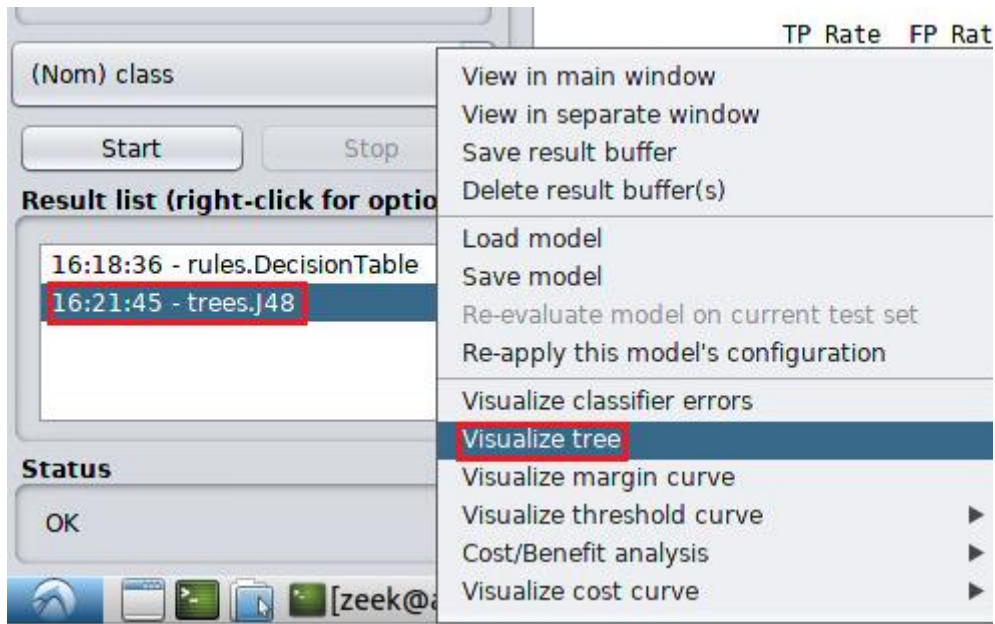 TP Rate FP Rat
(Nom) class
Start
Stop
Result list (right-click for optio
16:18:36 - rules.DecisionTable
16:21:45 - trees.J48
Status
OK
View in main window
View in separate window
Save result buffer
Delete result buffer(s)
Load model
Save model
Re-evaluate model on current test set
Re-apply this model's configuration
Visualize classifier errors
Visualize tree
Visualize margin curve
Visualize threshold curve
Cost/Benefit analysis
Visualize cost curve
[zeek@a